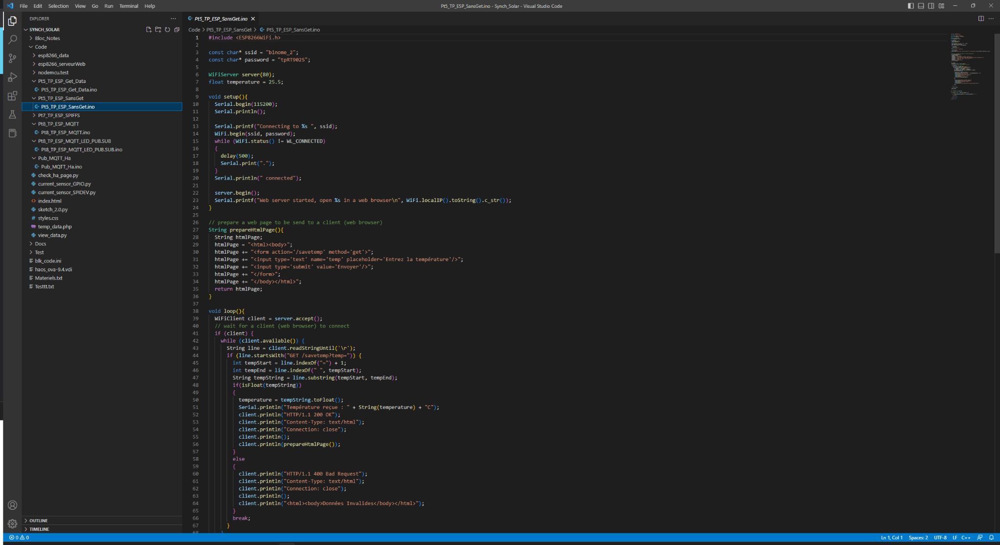 File Edit Selection View Go Run Terminal Help
Pt5_TP_ESP_SansGet.ino - Synch_Solar - Visual Studio Code
EXPLORER
SYNCH_SOLAR
Bloc_Notes
Code
esp8266_data
esp8266_serveurWeb
nodemcu.test
Pt5_TP_ESP_Get_Data
Pt5_TP_ESP_Get_Data.ino
Pt5_TP_ESP_SansGet
Pt5_TP_ESP_SansGet.ino
Pt7_TP_ESP_SPIFFS
Pt8_TP_ESP_MQTT
Pt8_TP_ESP_MQTT.ino
Pt8_TP_ESP_MQTT_LED_PUB.SUB
Pt8_TP_ESP_MQTT_LED_PUB.SUB.ino
Pub_MQTT_Ha
Pub_MQTT_Ha.ino
check_ha_page.py
current_sensor_GPIO.py
current_sensor_SPIDEV.py
index.html
sketch_2.0.py
styles.css
temp_data.php
view_data.py
Docs
Test
blk_code.ini
haos_ova-9.4.vdi
Materiels.txt
Testtt.txt
OUTLINE
TIMELINE
Pt5_TP_ESP_SansGet.ino
Code > Pt5_TP_ESP_SansGet > Pt5_TP_ESP_SansGet.ino
1 #include <ESP8266WiFi.h>
2
3 const char* ssid = "binome_2";
4 const char* password = "tpRT9025";
5
6 WiFiServer server(80);
7 float temperature = 25.5;
8
9 void setup(){
10 Serial.begin(115200);
11 Serial.println();
12
13 Serial.printf("Connecting to %s ", ssid);
14 WiFi.begin(ssid, password);
15 while (WiFi.status() != WL_CONNECTED)
16 {
17 delay(500);
18 Serial.print(".");
19 }
20 Serial.println(" connected");
21
22 server.begin();
23 Serial.printf("Web server started, open %s in a web browser\n", WiFi.localIP().toString().c_str());
24 }
25
26 // prepare a web page to be send to a client (web browser)
27 String prepareHtmlPage(){
28 String htmlPage;
29 htmlPage = "<html><body>";
30 htmlPage += "<form action='/savetemp' method='get'>";
31 htmlPage += "<input type='text' name='temp' placeholder='Entrez la température'/>";
32 htmlPage += "<input type='submit' value='Envoyer'/>";
33 htmlPage += "</form>";
34 htmlPage += "</body></html>";
35 return htmlPage;
36 }
37
38 void loop(){
39 WiFiClient client = server.accept();
40 // wait for a client (web browser) to connect
41 if (client) {
42 while (client.available()) {
43 String line = client.readStringUntil('\r');
44 if (line.startsWith("GET /savetemp?temp=")) {
45 int tempStart = line.indexOf("=") + 1;
46 int tempEnd = line.indexOf(" ", tempStart);
47 String tempString = line.substring(tempStart, tempEnd);
48 if(isFloat(tempString))
49 {
50 temperature = tempString.toFloat();
51 Serial.println("Température reçue : " + String(temperature) + "C");
52 client.println("HTTP/1.1 200 OK");
53 client.println("Content-Type: text/html");
54 client.println("Connection: close");
55 client.println();
56 client.println(prepareHtmlPage());
57 }
58 else
59 {
60 client.println("HTTP/1.1 400 Bad Request");
61 client.println("Content-Type: text/html");
62 client.println("Connection: close");
63 client.println();
64 client.println("<html><body>Données Invalides</body></html>");
65 }
66 break;
67 }
68 }
0 0
Ln 1, Col 1 Spaces: 2 UTF-8 LF C++